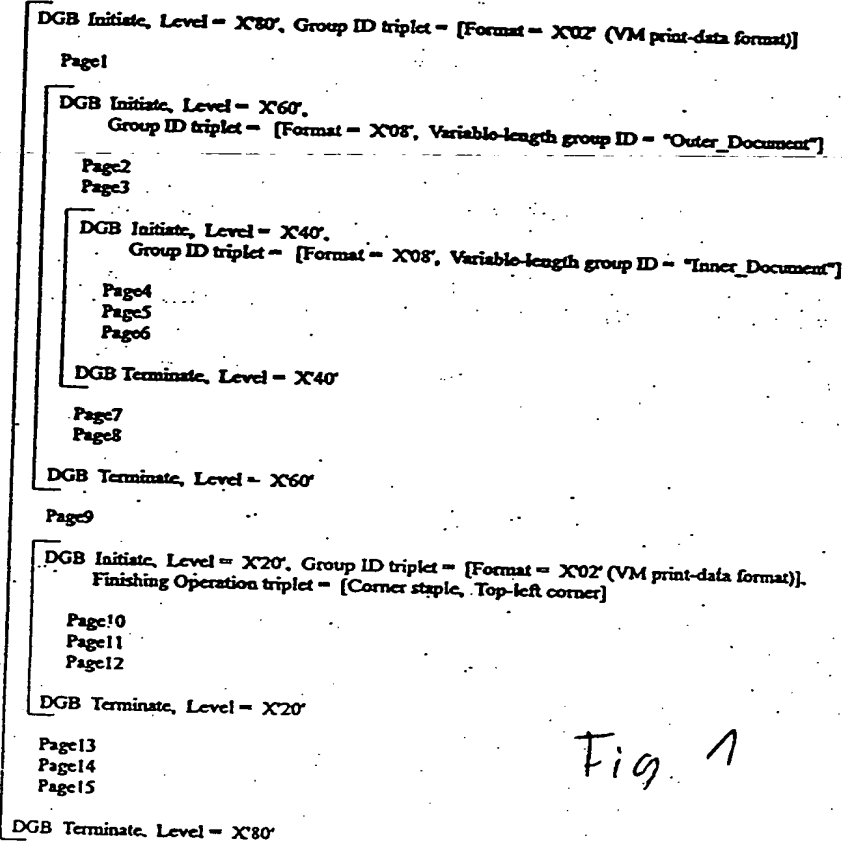 DGB Initiate, Level = X'80', Group ID triplet = [Format = X'02' (VM print-data format)]
Page1
DGB Initiate, Level = X'60',
Group ID triplet = [Format = X'08', Variable-length group ID = "Outer_Document"]
Page2
Page3
DGB Initiate, Level = X'40',
Group ID triplet = [Format = X'08', Variable-length group ID = "Inner_Document"]
Page4
Page5
Page6
DGB Terminate, Level = X'40'
Page7
Page8
DGB Terminate, Level = X'60'
Page9
DGB Initiate, Level = X'20', Group ID triplet = [Format = X'02' (VM print-data format)].
Finishing Operation triplet = [Corner staple, Top-left corner]
Page10
Page11
Page12
DGB Terminate, Level = X'20'
Page13
Page14
Page15
DGB Terminate, Level = X'80'
Fig. 1